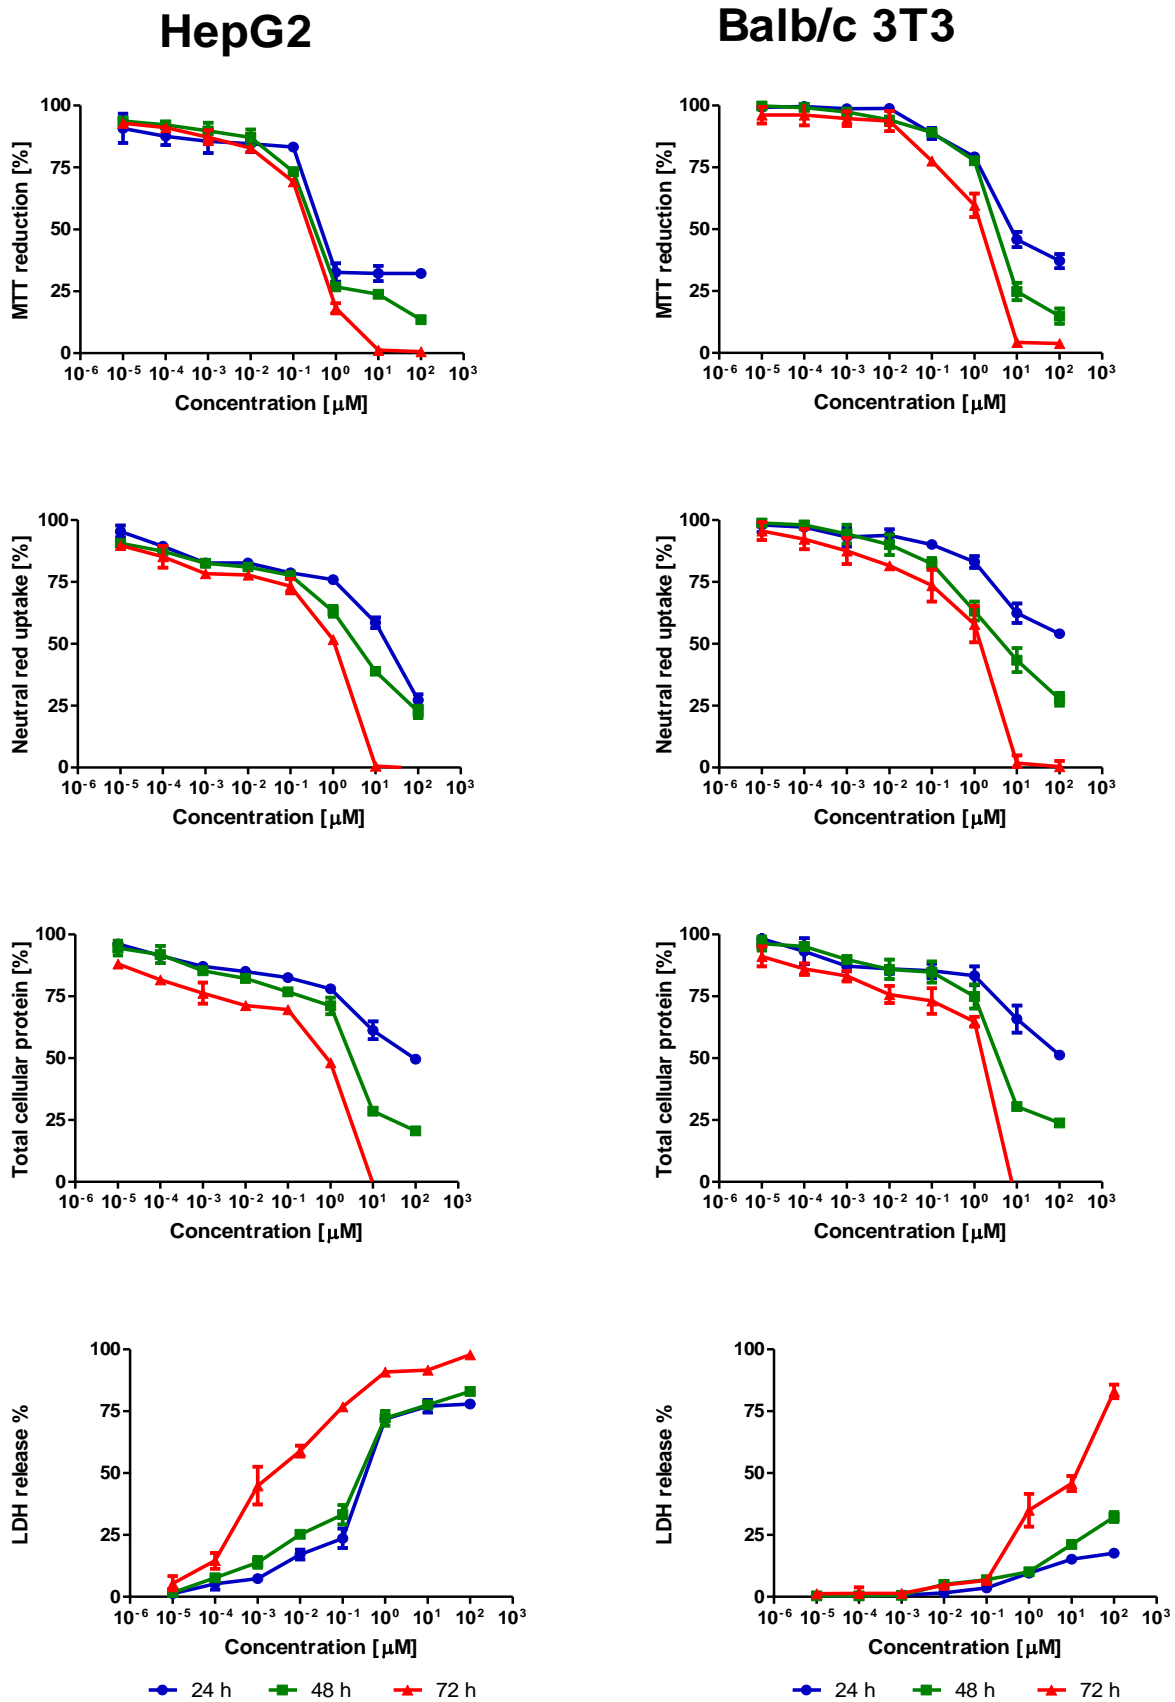 HepG2
Balb/c 3T3
MTT reduction [%]
100
75
50
25
0
10⁻⁶ 10⁻⁵ 10⁻⁴ 10⁻³ 10⁻² 10⁻¹ 10⁰ 10¹ 10² 10³
Concentration [μM]
MTT reduction [%]
100
75
50
25
0
10⁻⁶ 10⁻⁵ 10⁻⁴ 10⁻³ 10⁻² 10⁻¹ 10⁰ 10¹ 10² 10³
Concentration [μM]
Neutral red uptake [%]
100
75
50
25
0
10⁻⁶ 10⁻⁵ 10⁻⁴ 10⁻³ 10⁻² 10⁻¹ 10⁰ 10¹ 10² 10³
Concentration [μM]
Neutral red uptake [%]
100
75
50
25
0
10⁻⁶ 10⁻⁵ 10⁻⁴ 10⁻³ 10⁻² 10⁻¹ 10⁰ 10¹ 10² 10³
Concentration [μM]
Total cellular protein [%]
100
75
50
25
0
10⁻⁶ 10⁻⁵ 10⁻⁴ 10⁻³ 10⁻² 10⁻¹ 10⁰ 10¹ 10² 10³
Concentration [μM]
Total cellular protein [%]
100
75
50
25
0
10⁻⁶ 10⁻⁵ 10⁻⁴ 10⁻³ 10⁻² 10⁻¹ 10⁰ 10¹ 10² 10³
Concentration [μM]
LDH release %
100
75
50
25
0
10⁻⁶ 10⁻⁵ 10⁻⁴ 10⁻³ 10⁻² 10⁻¹ 10⁰ 10¹ 10² 10³
Concentration [μM]
LDH release %
100
75
50
25
0
10⁻⁶ 10⁻⁵ 10⁻⁴ 10⁻³ 10⁻² 10⁻¹ 10⁰ 10¹ 10² 10³
Concentration [μM]
24 h 48 h 72 h
24 h 48 h 72 h